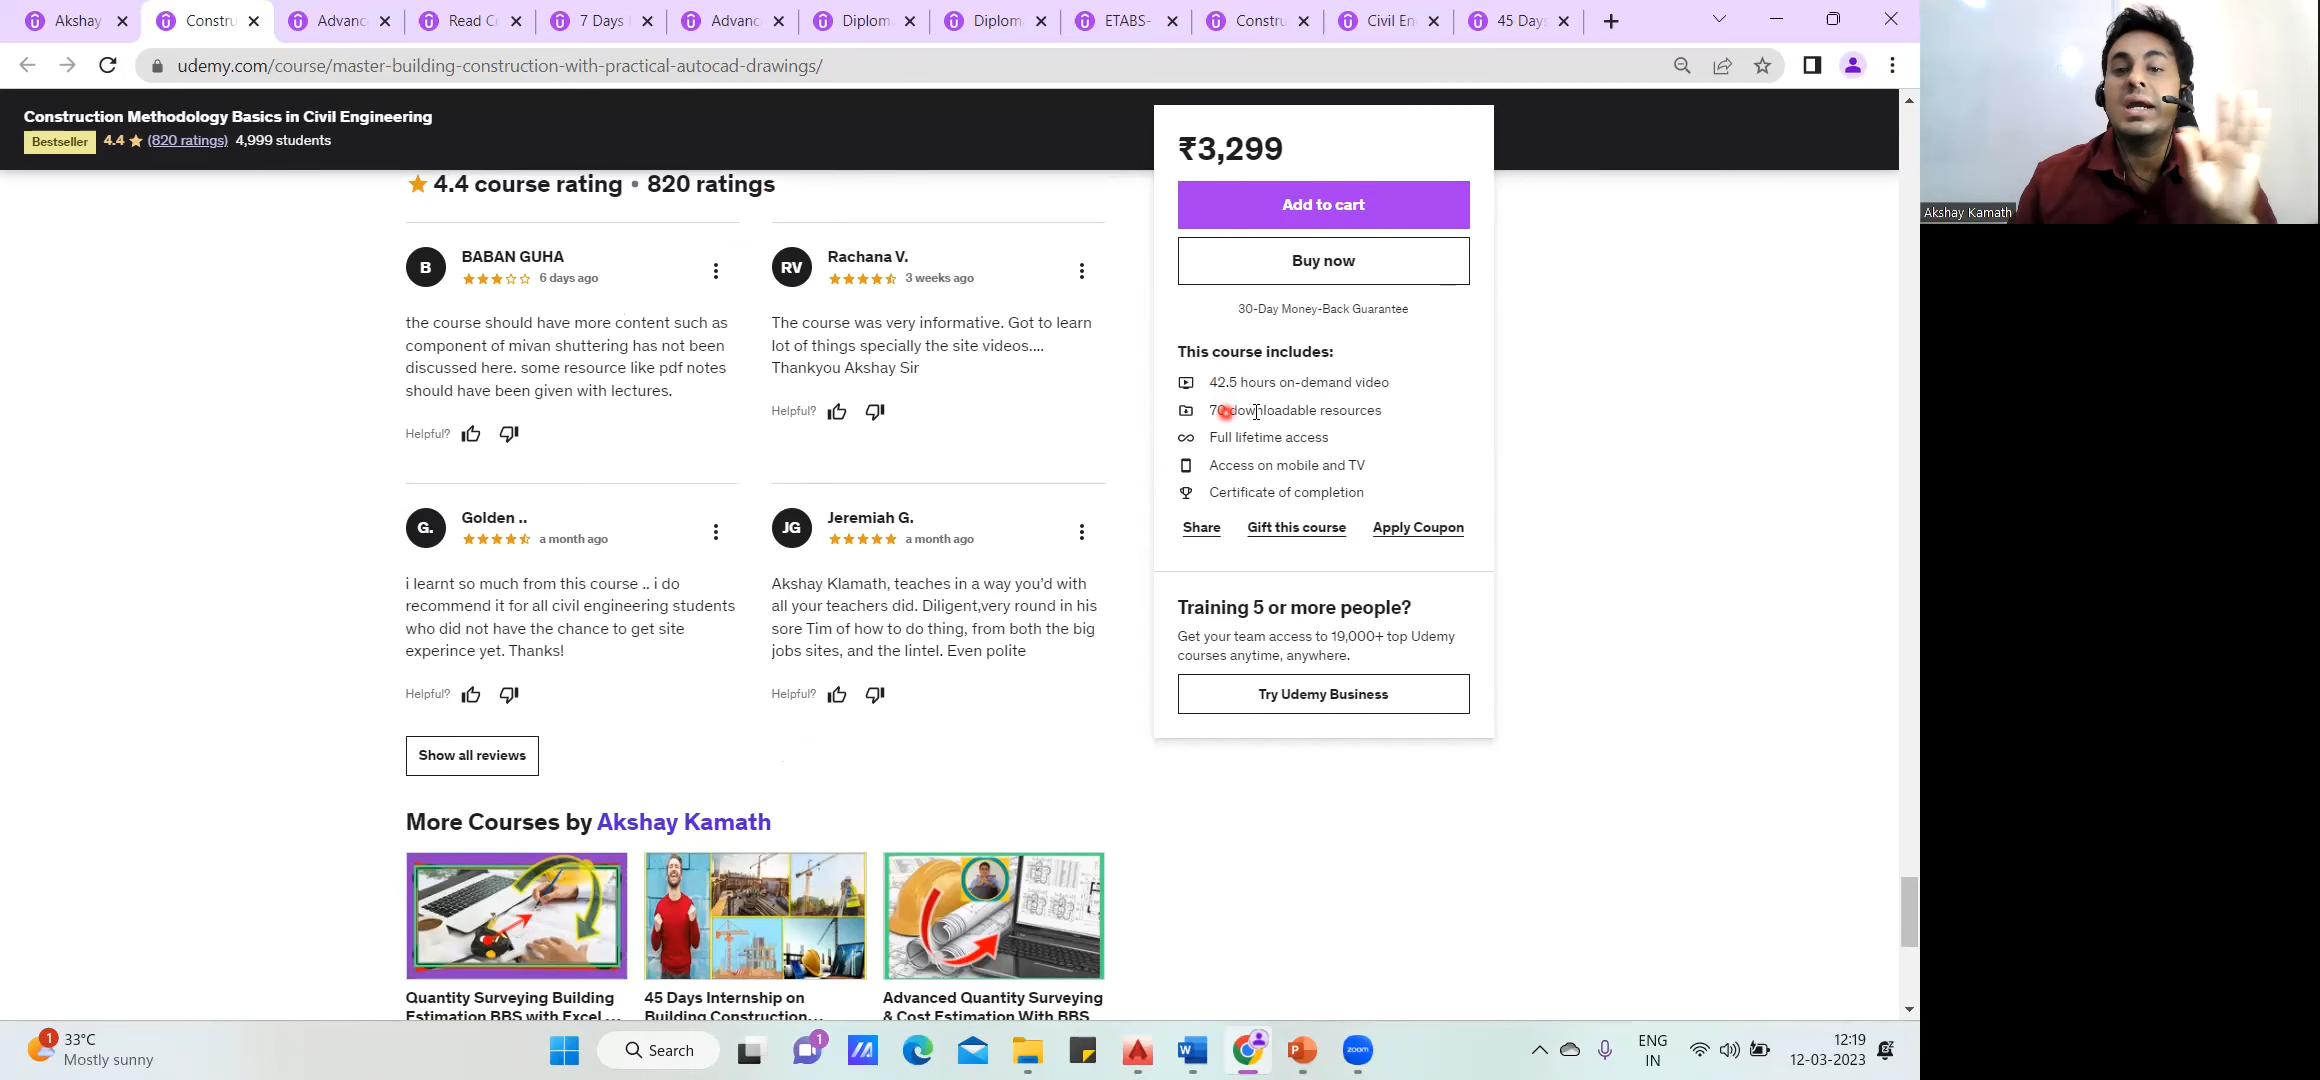 Akshay
Constru
Advanc
Read C
7 Days
Advanc
Diplom
Diplom
ETABS-
Constru
Civil En
45 Days
udemy.com/course/master-building-construction-with-practical-autocad-drawings/
Construction Methodology Basics in Civil Engineering
Bestseller 4.4 (820 ratings) 4,999 students
4.4 course rating • 820 ratings
B
BABAN GUHA
6 days ago
the course should have more content such as
component of mivan shuttering has not been
discussed here. some resource like pdf notes
should have been given with lectures.
Helpful?
RV
Rachana V.
3 weeks ago
The course was very informative. Got to learn
lot of things specially the site videos....
Thankyou Akshay Sir
Helpful?
G.
Golden ..
a month ago
i learnt so much from this course .. i do
recommend it for all civil engineering students
who did not have the chance to get site
experince yet. Thanks!
Helpful?
JG
Jeremiah G.
a month ago
Akshay Klamath, teaches in a way you'd with
all your teachers did. Diligent,very round in his
sore Tim of how to do thing, from both the big
jobs sites, and the lintel. Even polite
Helpful?
Show all reviews
More Courses by Akshay Kamath
Quantity Surveying Building
Estimation BBS with Excel ...
45 Days Internship on
Building Construction...
Advanced Quantity Surveying
& Cost Estimation With BBS
₹3,299
Add to cart
Buy now
30-Day Money-Back Guarantee
This course includes:
42.5 hours on-demand video
70 downloadable resources
Full lifetime access
Access on mobile and TV
Certificate of completion
Share Gift this course Apply Coupon
Training 5 or more people?
Get your team access to 19,000+ top Udemy
courses anytime, anywhere.
Try Udemy Business
Akshay Kamath
1
33°C
Mostly sunny
Search
1
W
P
zoom
ENG
IN
12:19
12-03-2023